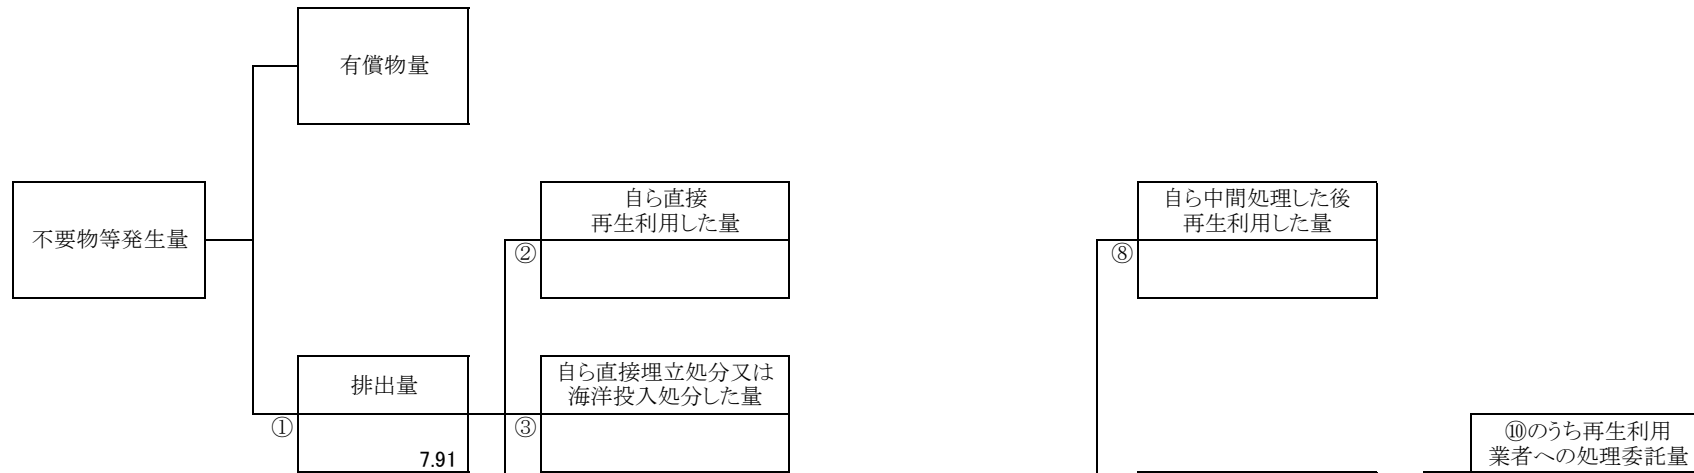 有償物量
不要物等発生量
自ら直接
再生利用した量
②
自ら中間処理した後
再生利用した量
⑧
排出量
①
7.91
自ら直接埋立処分又は
海洋投入処分した量
③
⑩のうち再生利用
業者への処理委託量